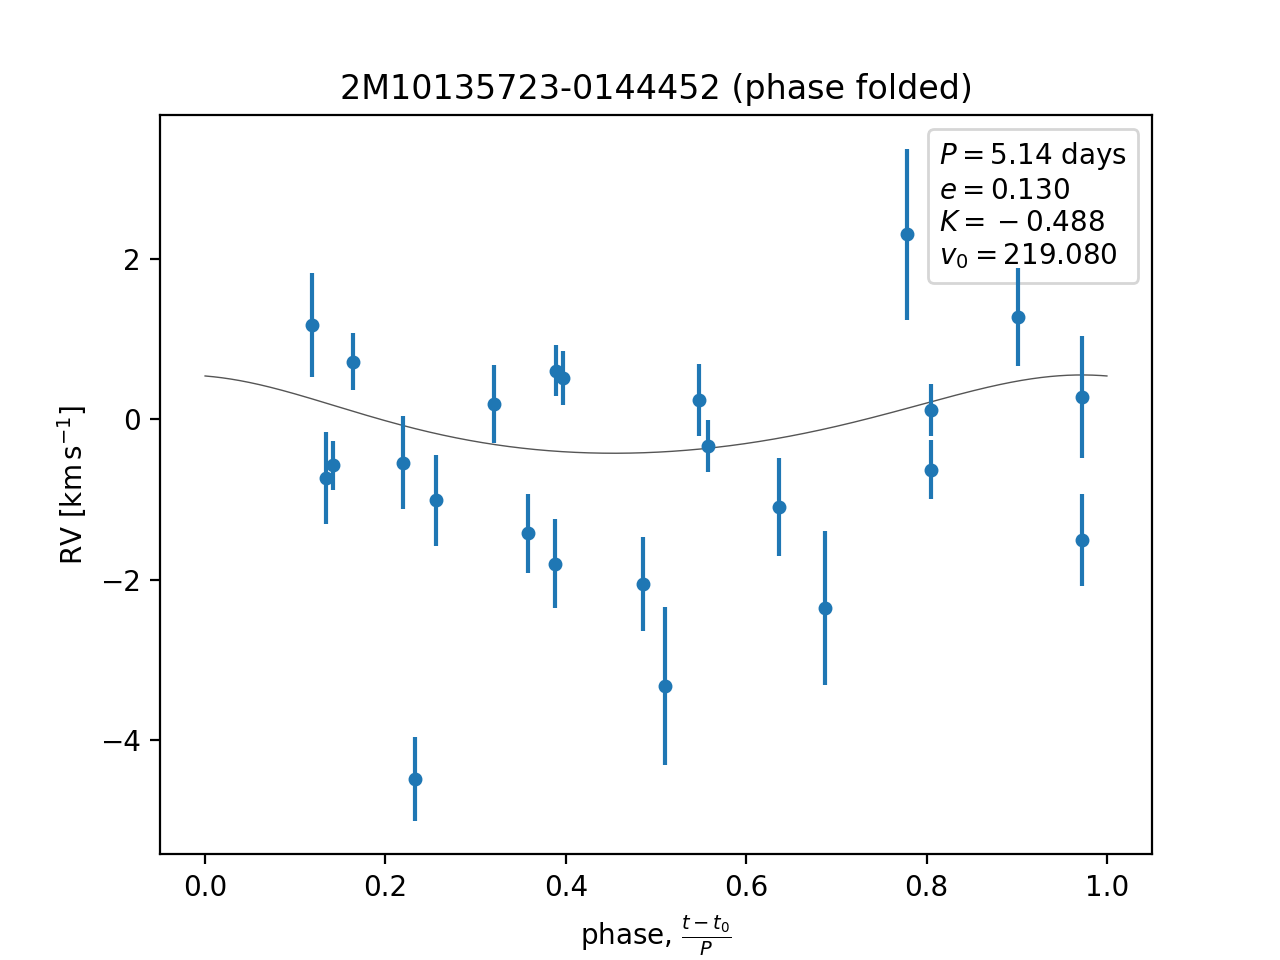 2M10135723-0144452 (phase folded)
P = 5.14 days
e = 0.130
K = −0.488
v₀ = 219.080
RV [km s⁻¹]
2
0
−2
−4
0.0 0.2 0.4 0.6 0.8 1.0
phase, (t − t₀)/P